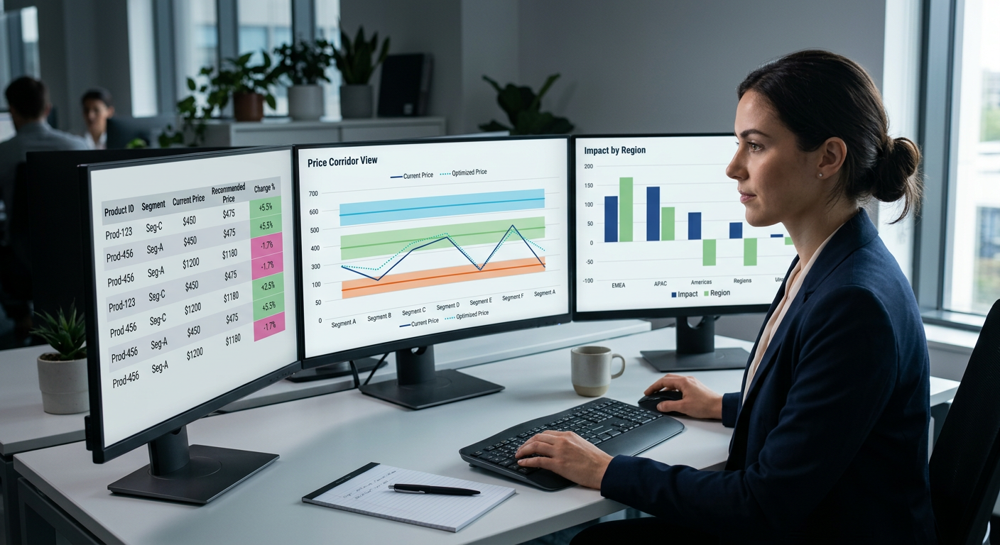 Product ID Segment Current Price Recommanded Price Change %
Prod-123 Seg-C $450 $475 +5.5%
Prod-456 Seg-A $450 $475 +5.5%
Prod-456 Seg-A $1200 $1180 -1.7%
Prod-123 Seg-C $450 $475 -1.7%
Prod 456 Seg-C $1200 $1180 +2.5%
Prod-456 Seg-A $450 $475 +5.5%
Prod-456 Seg-A $1200 $1180 -1.7%
Price Corridor View
Current Price Optimized Price
700
600
500
400
300
100
50
0
Segment A Segment B Segment C Segment D Segment E Segment F Segment A
Current Price Optimized Price
Impact by Region
200
150
100
50
0
-50
-100
EMEA APAC Americas Regions
Impact Region